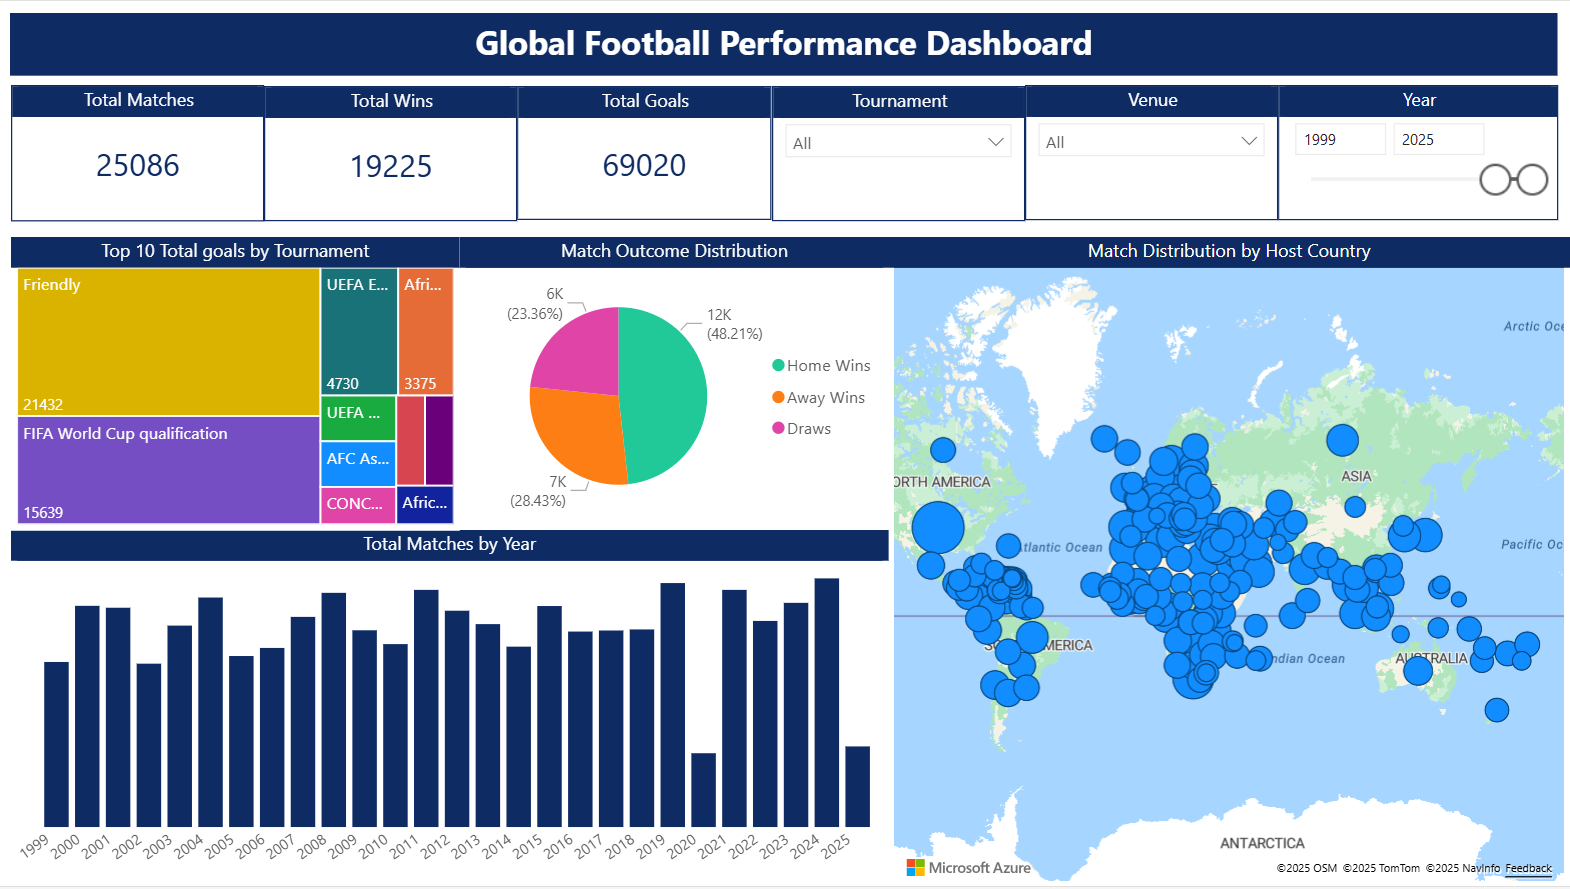 Global Football Performance Dashboard
Total Matches
25086
Total Wins
19225
Total Goals
69020
Tournament
All
Venue
All
Year
1999
2025
Top 10 Total goals by Tournament
Friendly
21432
FIFA World Cup qualification
15639
UEFA E...
4730
Afri...
3375
UEFA ...
AFC As...
CONC...
Afric...
Match Outcome Distribution
6K
(23.36%)
12K
(48.21%)
7K
(28.43%)
Home Wins
Away Wins
Draws
Total Matches by Year
1999
2000
2001
2002
2003
2004
2005
2006
2007
2008
2009
2010
2011
2012
2013
2014
2015
2016
2017
2018
2019
2020
2021
2022
2023
2024
2025
Match Distribution by Host Country
Arctic Oce
ASIA
ORTH AMERICA
Atlantic Ocean
Pacific Oc
AMERICA
Indian Ocean
AUSTRALIA
ANTARCTICA
Microsoft Azure
©2025 OSM ©2025 TomTom ©2025 NavInfo Feedback